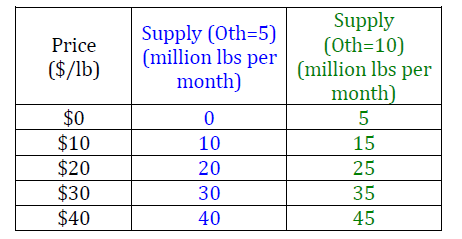 Price
($/lb)
Supply (Oth=5)
(million lbs per
month)
Supply
(Oth=10)
(million lbs per
month)
$0 0 5
$10 10 15
$20 20 25
$30 30 35
$40 40 45